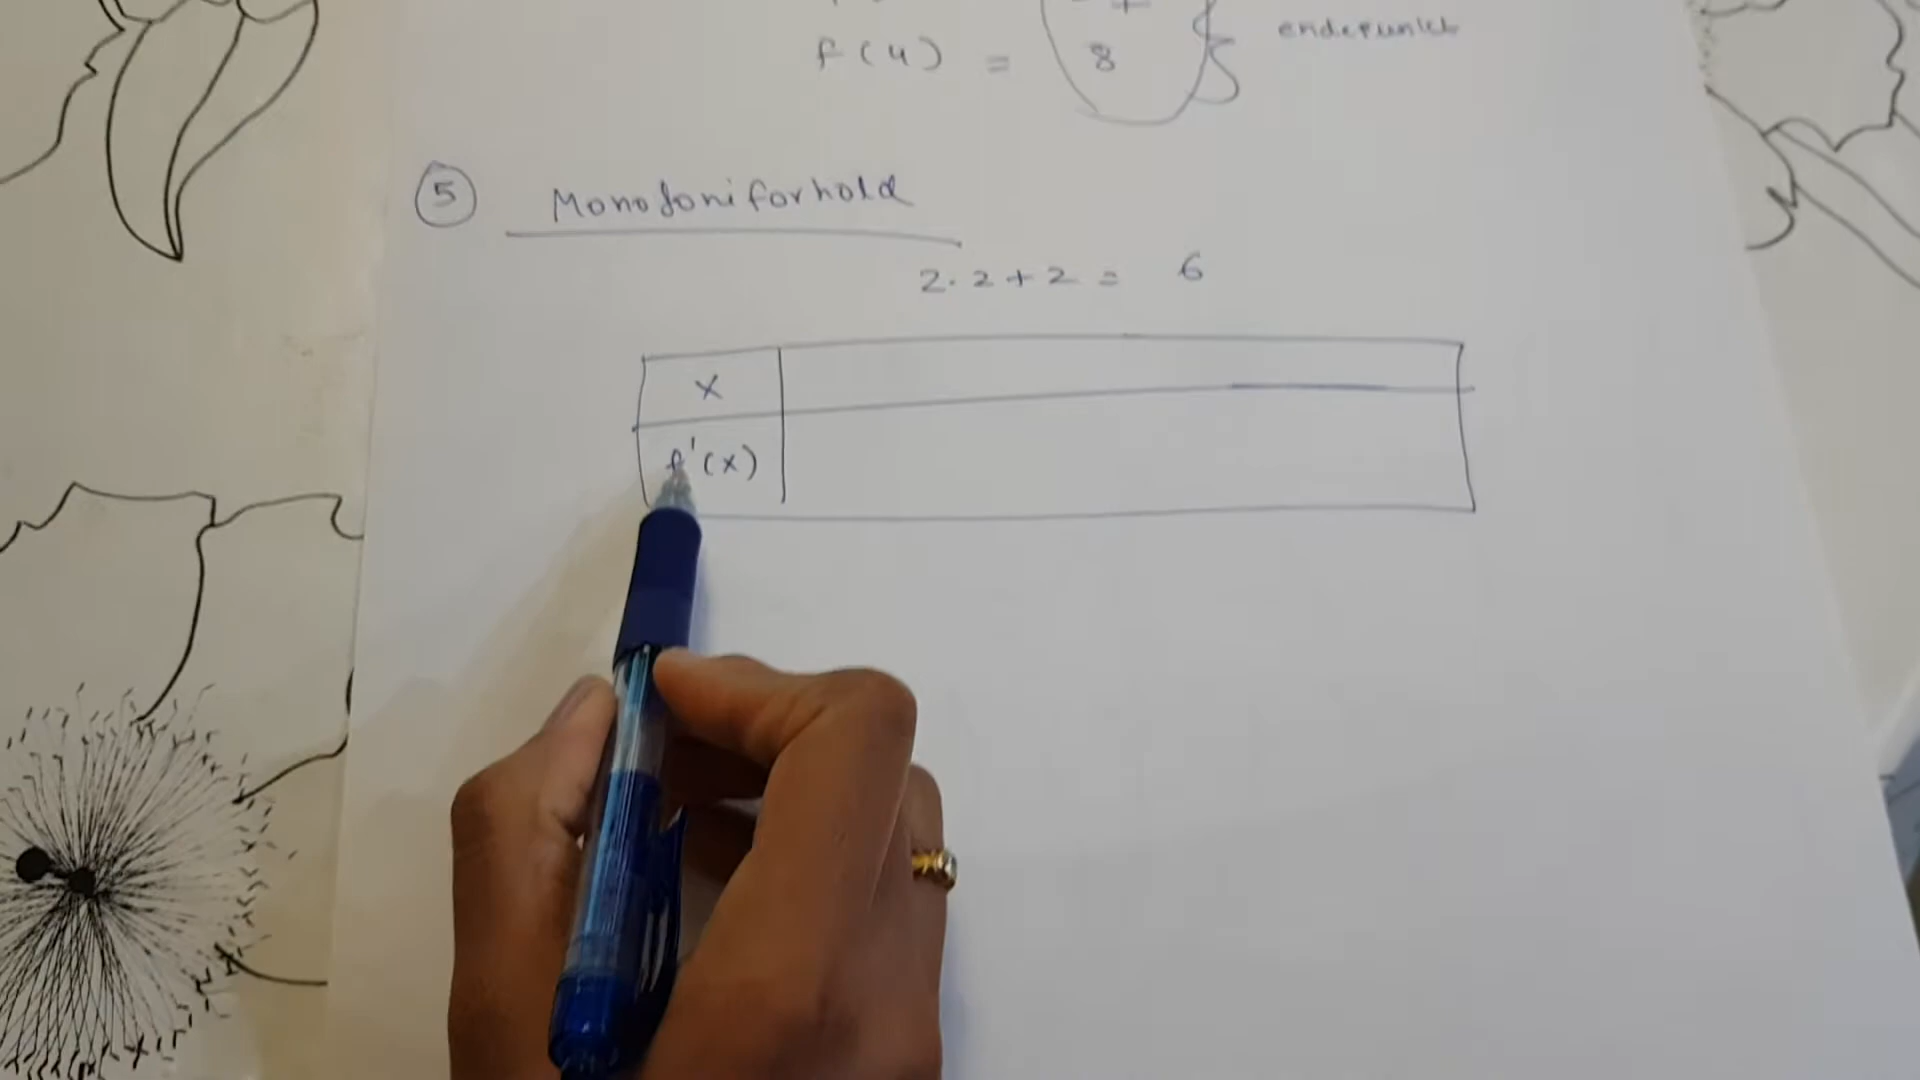 f(4) = 8 endepunkt
5 Monotoniforhold
2·2+2= 6
x
f'(x)